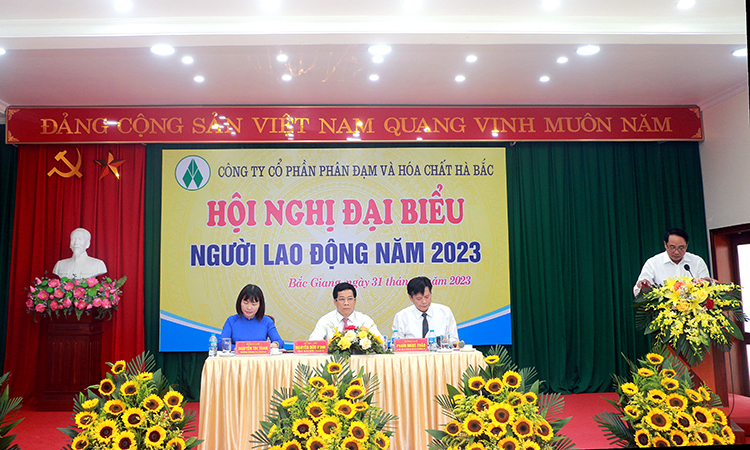 ĐẢNG CỘNG SẢN VIỆT NAM QUANG VINH MUÔN NĂM
CÔNG TY CỔ PHẦN PHÂN ĐẠM VÀ HÓA CHẤT HÀ BẮC
HỘI NGHỊ ĐẠI BIỂU
NGƯỜI LAO ĐỘNG NĂM 2023
Bắc Giang, ngày 31 tháng 2023